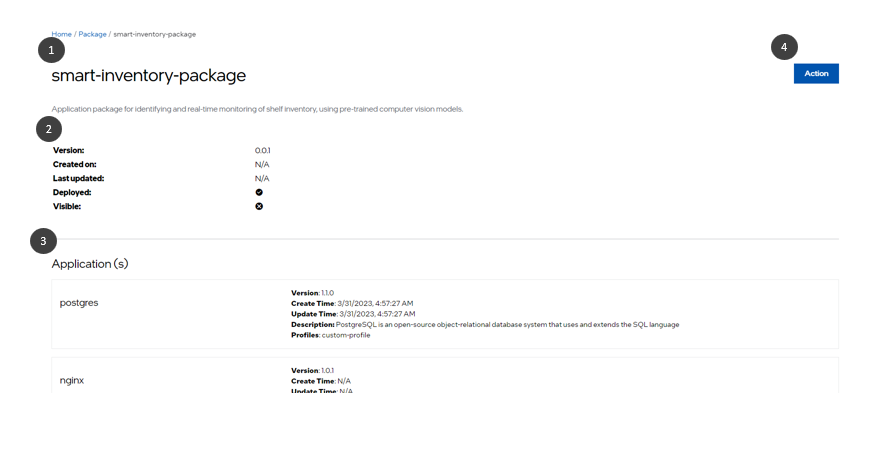 Home / Package / smart-inventory-package
1
4
smart-inventory-package
Action
Application package for identifying and real-time monitoring of shelf inventory, using pre-trained computer vision models.
2
Version: 0.0.1
Created on: N/A
Last updated: N/A
Deployed:
Visible:
3
Application (s)
postgres
Version: 1.1.0
Create Time: 3/31/2023, 4:57:27 AM
Update Time: 3/31/2023, 4:57:27 AM
Description: PostgreSQL is an open-source object-relational database system that uses and extends the SQL language
Profiles: custom-profile
nginx
Version: 1.0.1
Create Time: N/A
Update Time: N/A